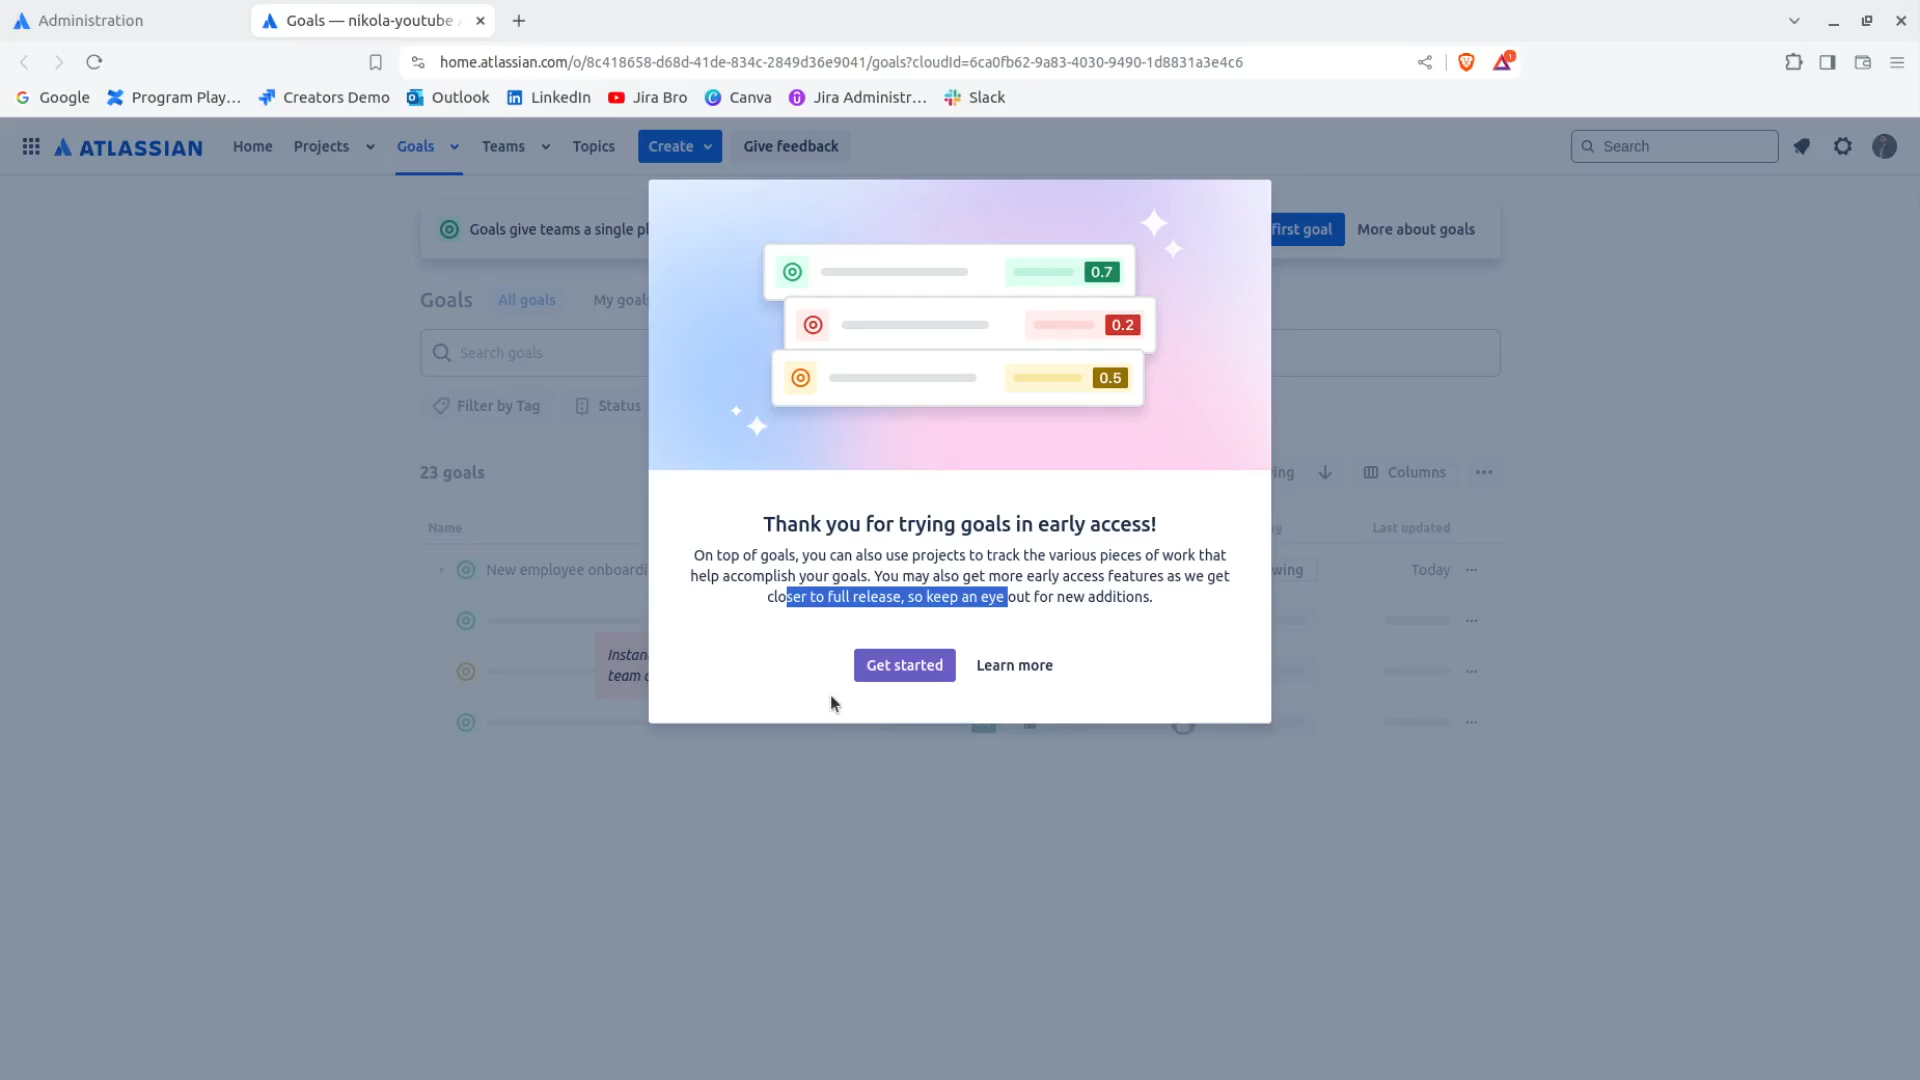 Administration
Goals — nikola-youtube
home.atlassian.com/o/8c418658-d68d-41de-834c-2849d36e9041/goals?cloudId=6ca0fb62-9a83-4030-9490-1d8831a3e4c6
1
Google Program Play… Creators Demo Outlook LinkedIn Jira Bro Canva Jira Administr… Slack
ATLASSIAN Home Projects Goals Teams Topics Create Give feedback Search
Goals give teams a single pl
first goal More about goals
0.7
0.2
0.5
Goals All goals My goals
Search goals
Filter by Tag Status
23 goals
Columns
Name Last updated
New employee onboardi
Today
Instan
team
Thank you for trying goals in early access!
On top of goals, you can also use projects to track the various pieces of work that
help accomplish your goals. You may also get more early access features as we get
closer to full release, so keep an eye out for new additions.
Get started Learn more